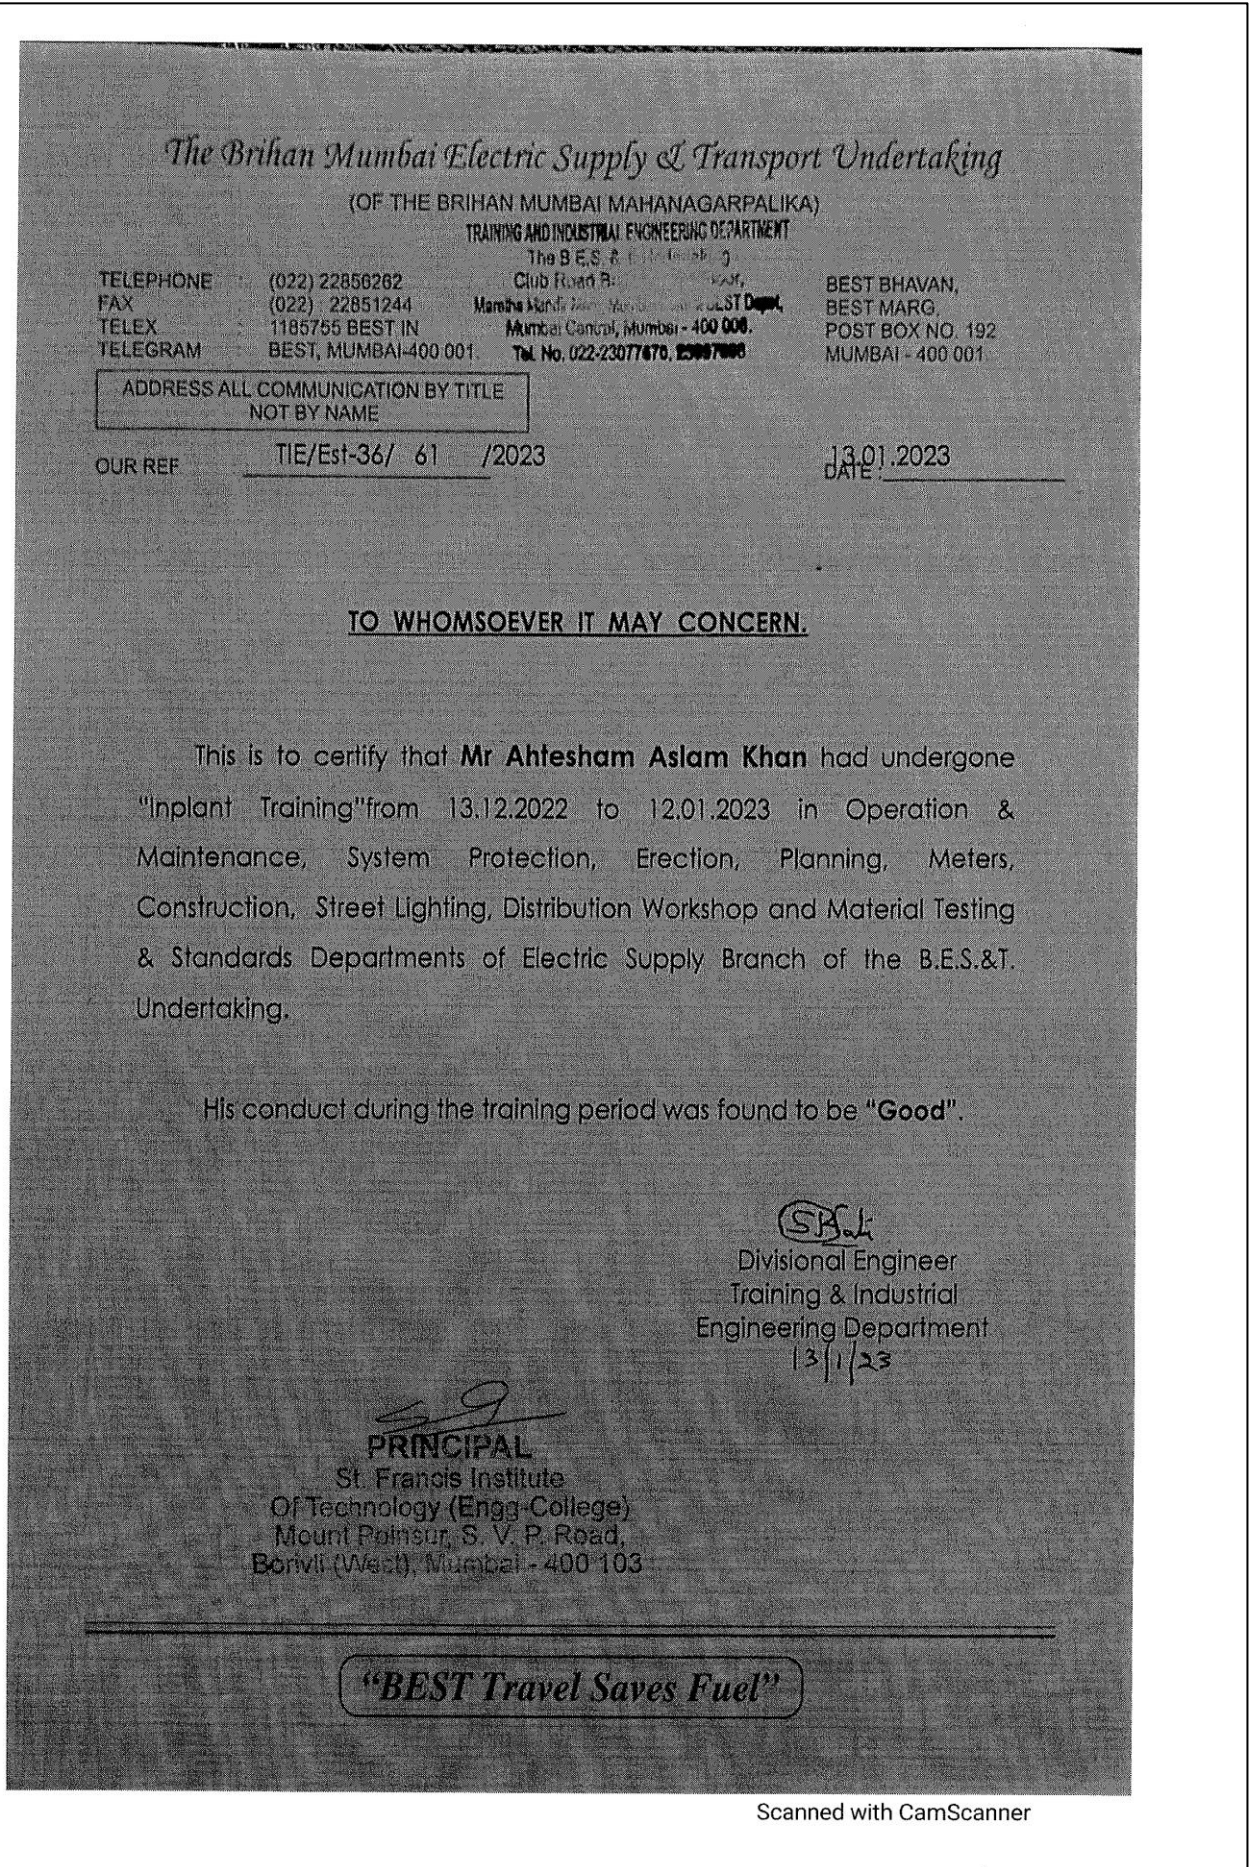 The Brihan Mumbai Electric Supply & Transport Undertaking
(OF THE BRIHAN MUMBAI MAHANAGARPALIKA)
TRAINING AND INDUSTRIAL ENGINEERING DEPARTMENT
The B.E.S. &
Club Road
Maratha Mandir Depot,
Mumbai Central, Mumbai - 400 008.
Tel. No. 022-23077670,
TELEPHONE : (022) 22856262
FAX : (022) 22851244
TELEX : 1185755 BEST IN
TELEGRAM : BEST, MUMBAI-400 001.
BEST BHAVAN,
BEST MARG,
POST BOX NO. 192
MUMBAI - 400 001.
ADDRESS ALL COMMUNICATION BY TITLE
NOT BY NAME
OUR REF TIE/Est-36/ 61 /2023
DATE : 13.01.2023
TO WHOMSOEVER IT MAY CONCERN.
This is to certify that Mr Ahtesham Aslam Khan had undergone
"Inplant Training"from 13.12.2022 to 12.01.2023 in Operation &
Maintenance, System Protection, Erection, Planning, Meters,
Construction, Street Lighting, Distribution Workshop and Material Testing
& Standards Departments of Electric Supply Branch of the B.E.S.&T.
Undertaking.
His conduct during the training period was found to be "Good".
Divisional Engineer
Training & Industrial
Engineering Department
13/1/23
PRINCIPAL
St. Francis Institute
Of Technology (Engg-College)
Mount Poinsur, S. V. P. Road,
Borivli (West), Mumbai - 400 103
"BEST Travel Saves Fuel"
Scanned with CamScanner